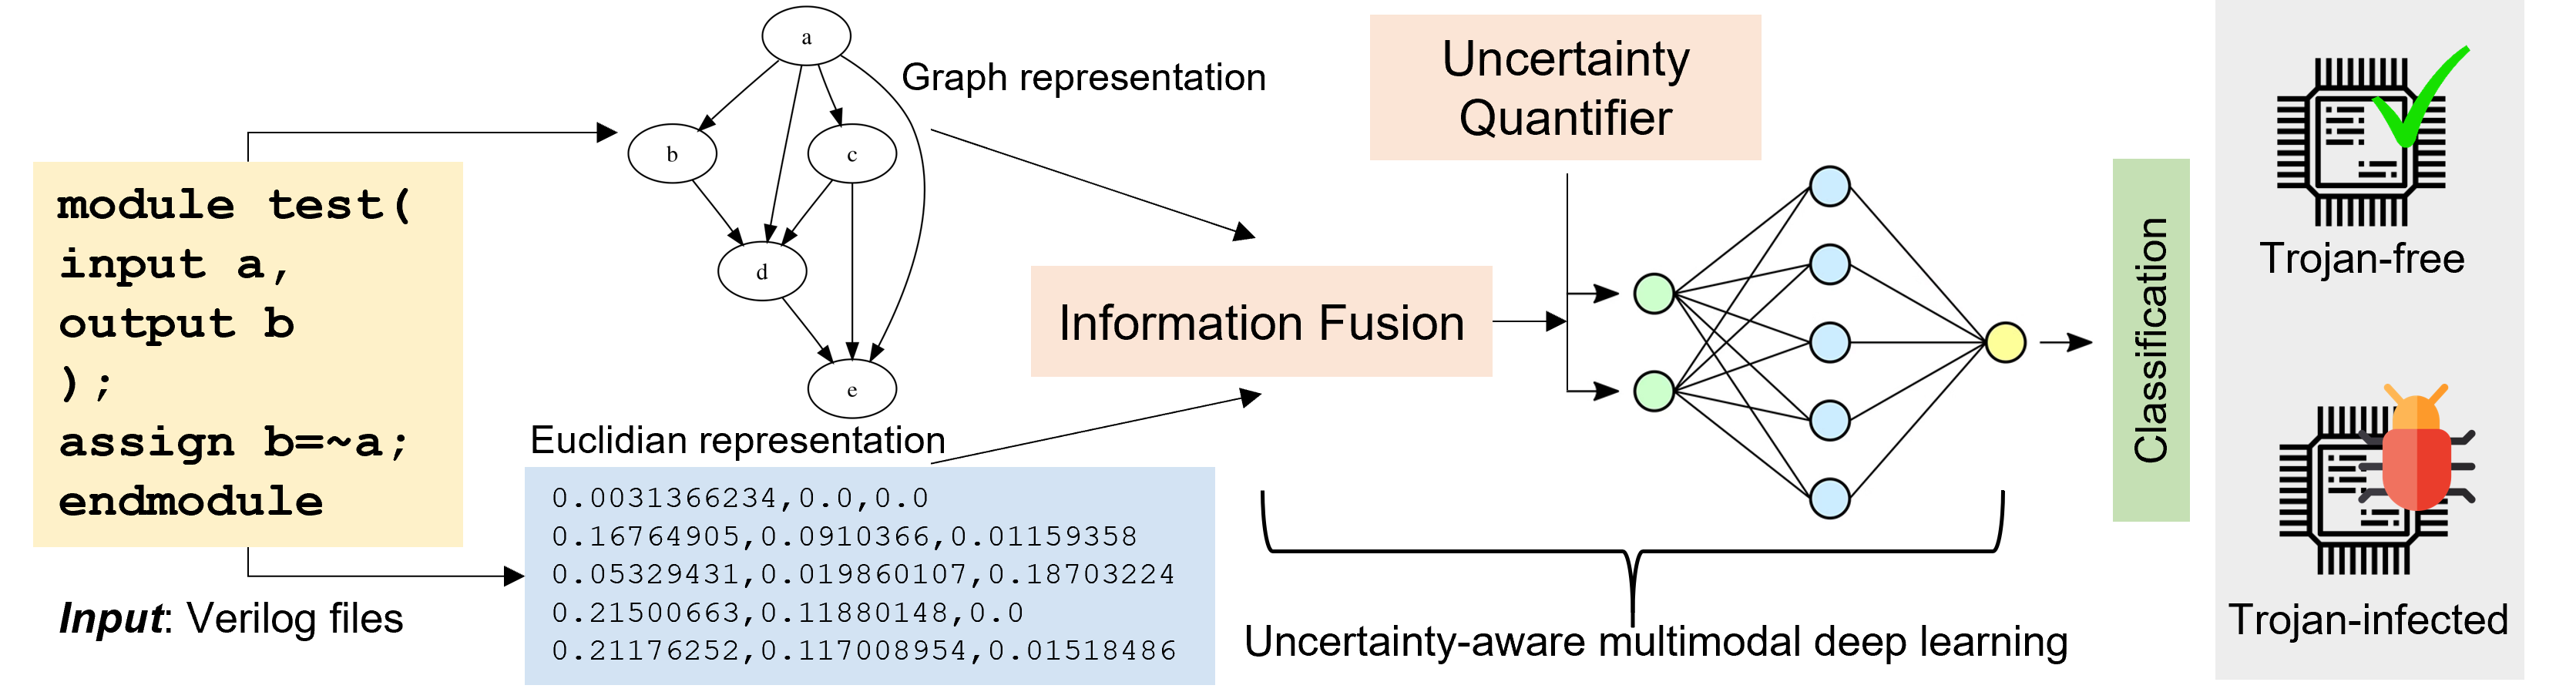 module test(
input a,
output b
);
assign b=~a;
endmodule
Input: Verilog files
a
b
c
d
e
Graph representation
Euclidian representation
0.0031366234,0.0,0.0
0.16764905,0.0910366,0.01159358
0.05329431,0.019860107,0.18703224
0.21500663,0.11880148,0.0
0.21176252,0.117008954,0.01518486
Information Fusion
Uncertainty
Quantifier
Uncertainty-aware multimodal deep learning
Classification
Trojan-free
Trojan-infected